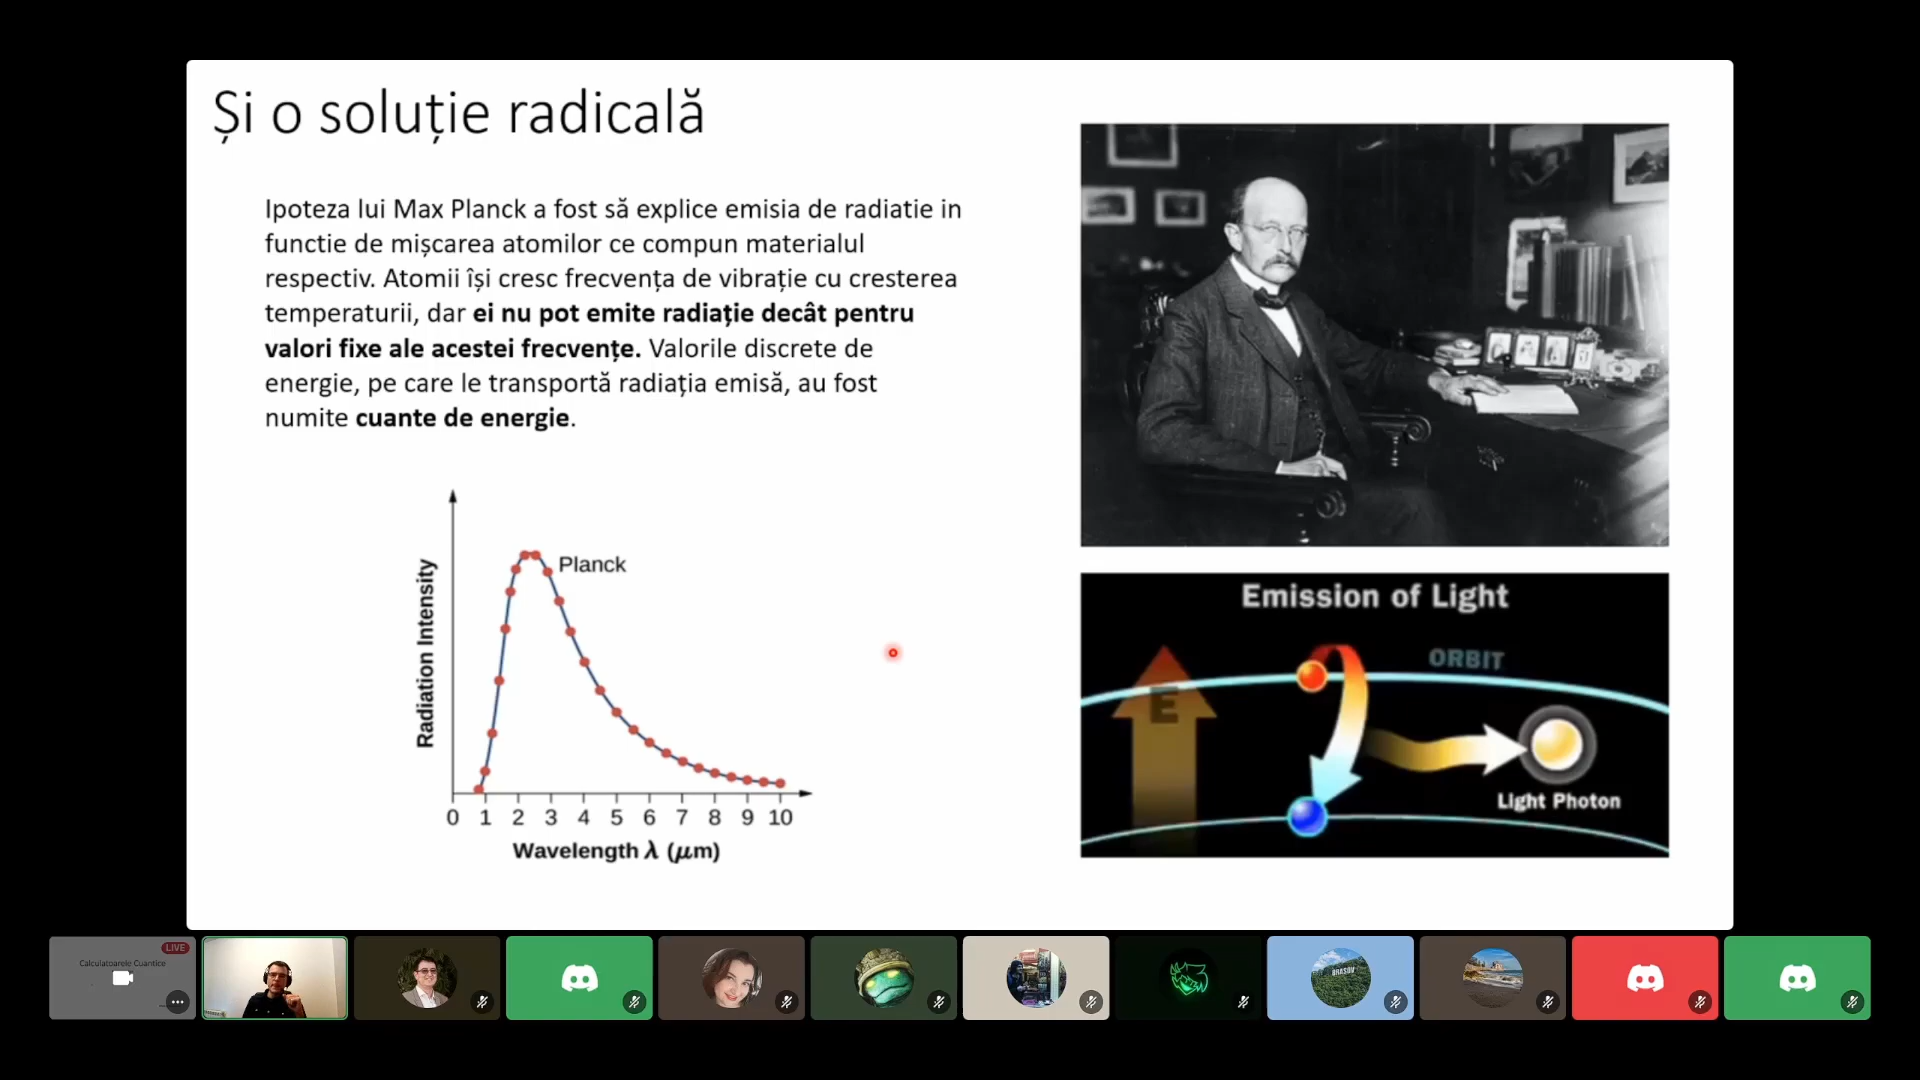 Și o soluție radicală
Ipoteza lui Max Planck a fost să explice emisia de radiatie in
functie de mișcarea atomilor ce compun materialul
respectiv. Atomii își cresc frecvența de vibrație cu cresterea
temperaturii, dar ei nu pot emite radiație decât pentru
valori fixe ale acestei frecvențe. Valorile discrete de
energie, pe care le transportă radiația emisă, au fost
numite cuante de energie.
Planck
Radiation Intensity
0 1 2 3 4 5 6 7 8 9 10
Wavelength λ (μm)
Emission of Light
ORBIT
E
Light Photon
LIVE
Calculatoarele Cuantice
BRASOV